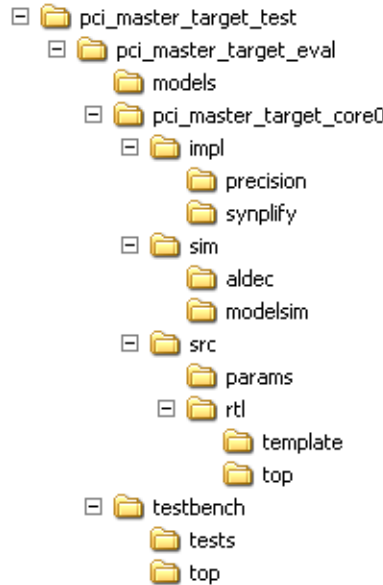 pci_master_target_test
pci_master_target_eval
models
pci_master_target_core0
impl
precision
synplify
sim
aldec
modelsim
src
params
rtl
template
top
testbench
tests
top